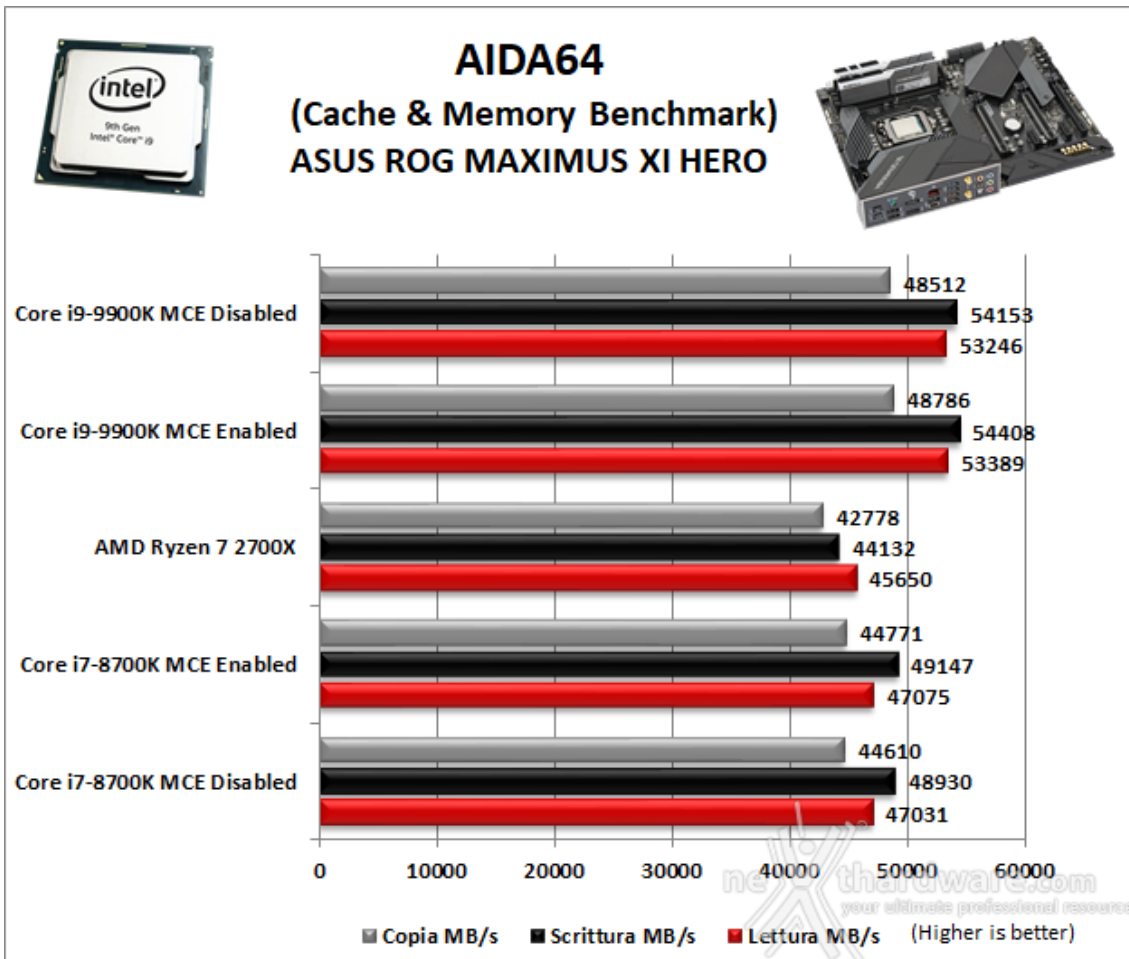 intel
9th Gen
Intel® Core™ i9
AIDA64
(Cache & Memory Benchmark)
ASUS ROG MAXIMUS XI HERO
Core i9-9900K MCE Disabled
48512
54153
53246
Core i9-9900K MCE Enabled
48786
54408
53389
AMD Ryzen 7 2700X
42778
44132
45650
Core i7-8700K MCE Enabled
44771
49147
47075
Core i7-8700K MCE Disabled
44610
48930
47031
0 10000 20000 30000 40000 50000 60000
nexthardware.com
your ultimate professional resource
Copia MB/s Scrittura MB/s Lettura MB/s (Higher is better)